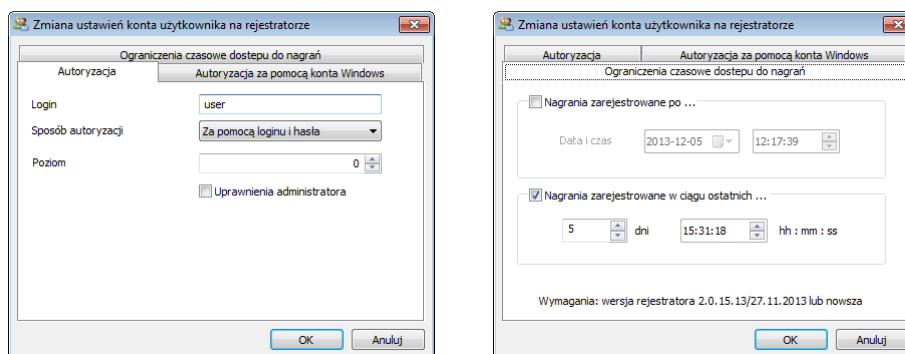 Zmiana ustawień konta użytkownika na rejestratorze
Ograniczenia czasowe dostepu do nagrań
Autoryzacja
Autoryzacja za pomocą konta Windows
Login
user
Sposób autoryzacji
Za pomocą loginu i hasła
Poziom
0
Uprawnienia administratora
OK
Anuluj
Zmiana ustawień konta użytkownika na rejestratorze
Autoryzacja
Autoryzacja za pomocą konta Windows
Ograniczenia czasowe dostepu do nagrań
Nagrania zarejestrowane po ...
Data i czas
2013-12-05
12:17:39
Nagrania zarejestrowane w ciągu ostatnich ...
5
dni
15:31:18
hh : mm : ss
Wymagania: wersja rejestratora 2.0.15.13/27.11.2013 lub nowsza
OK
Anuluj